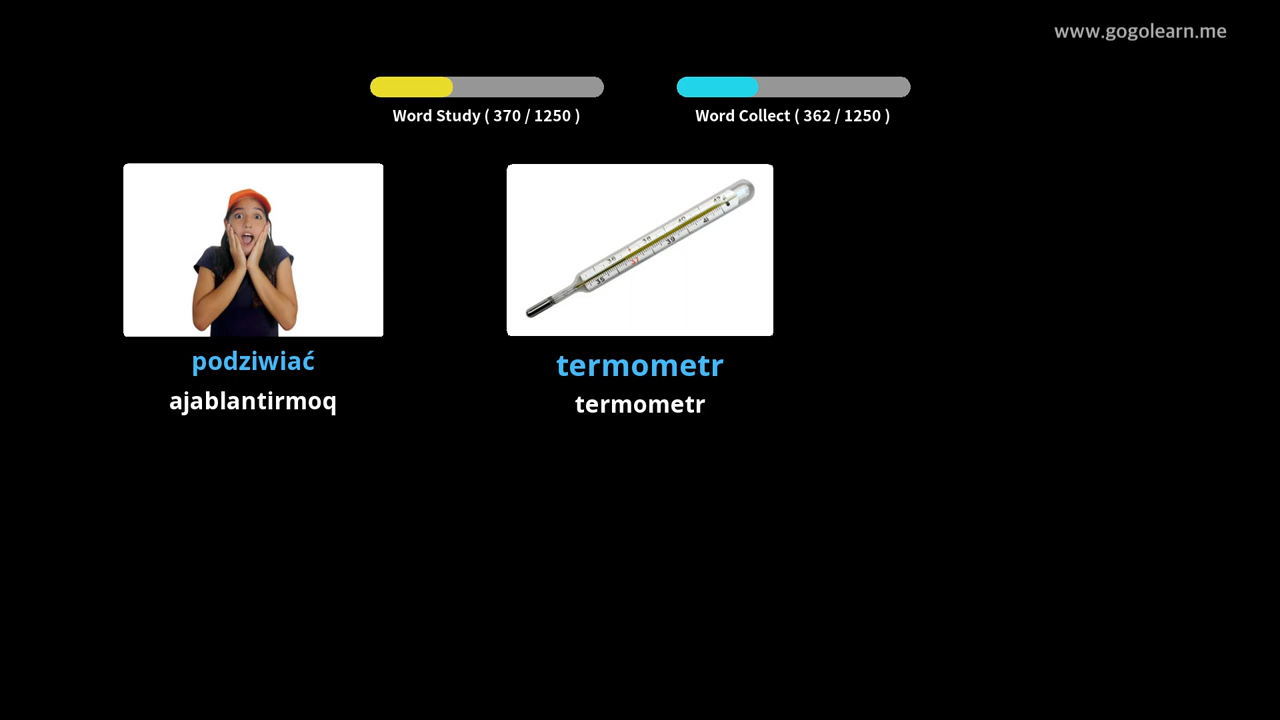 www.gogolearn.me
Word Study ( 370 / 1250 )
Word Collect ( 362 / 1250 )
podziwiać
ajablantirmoq
termometr
termometr